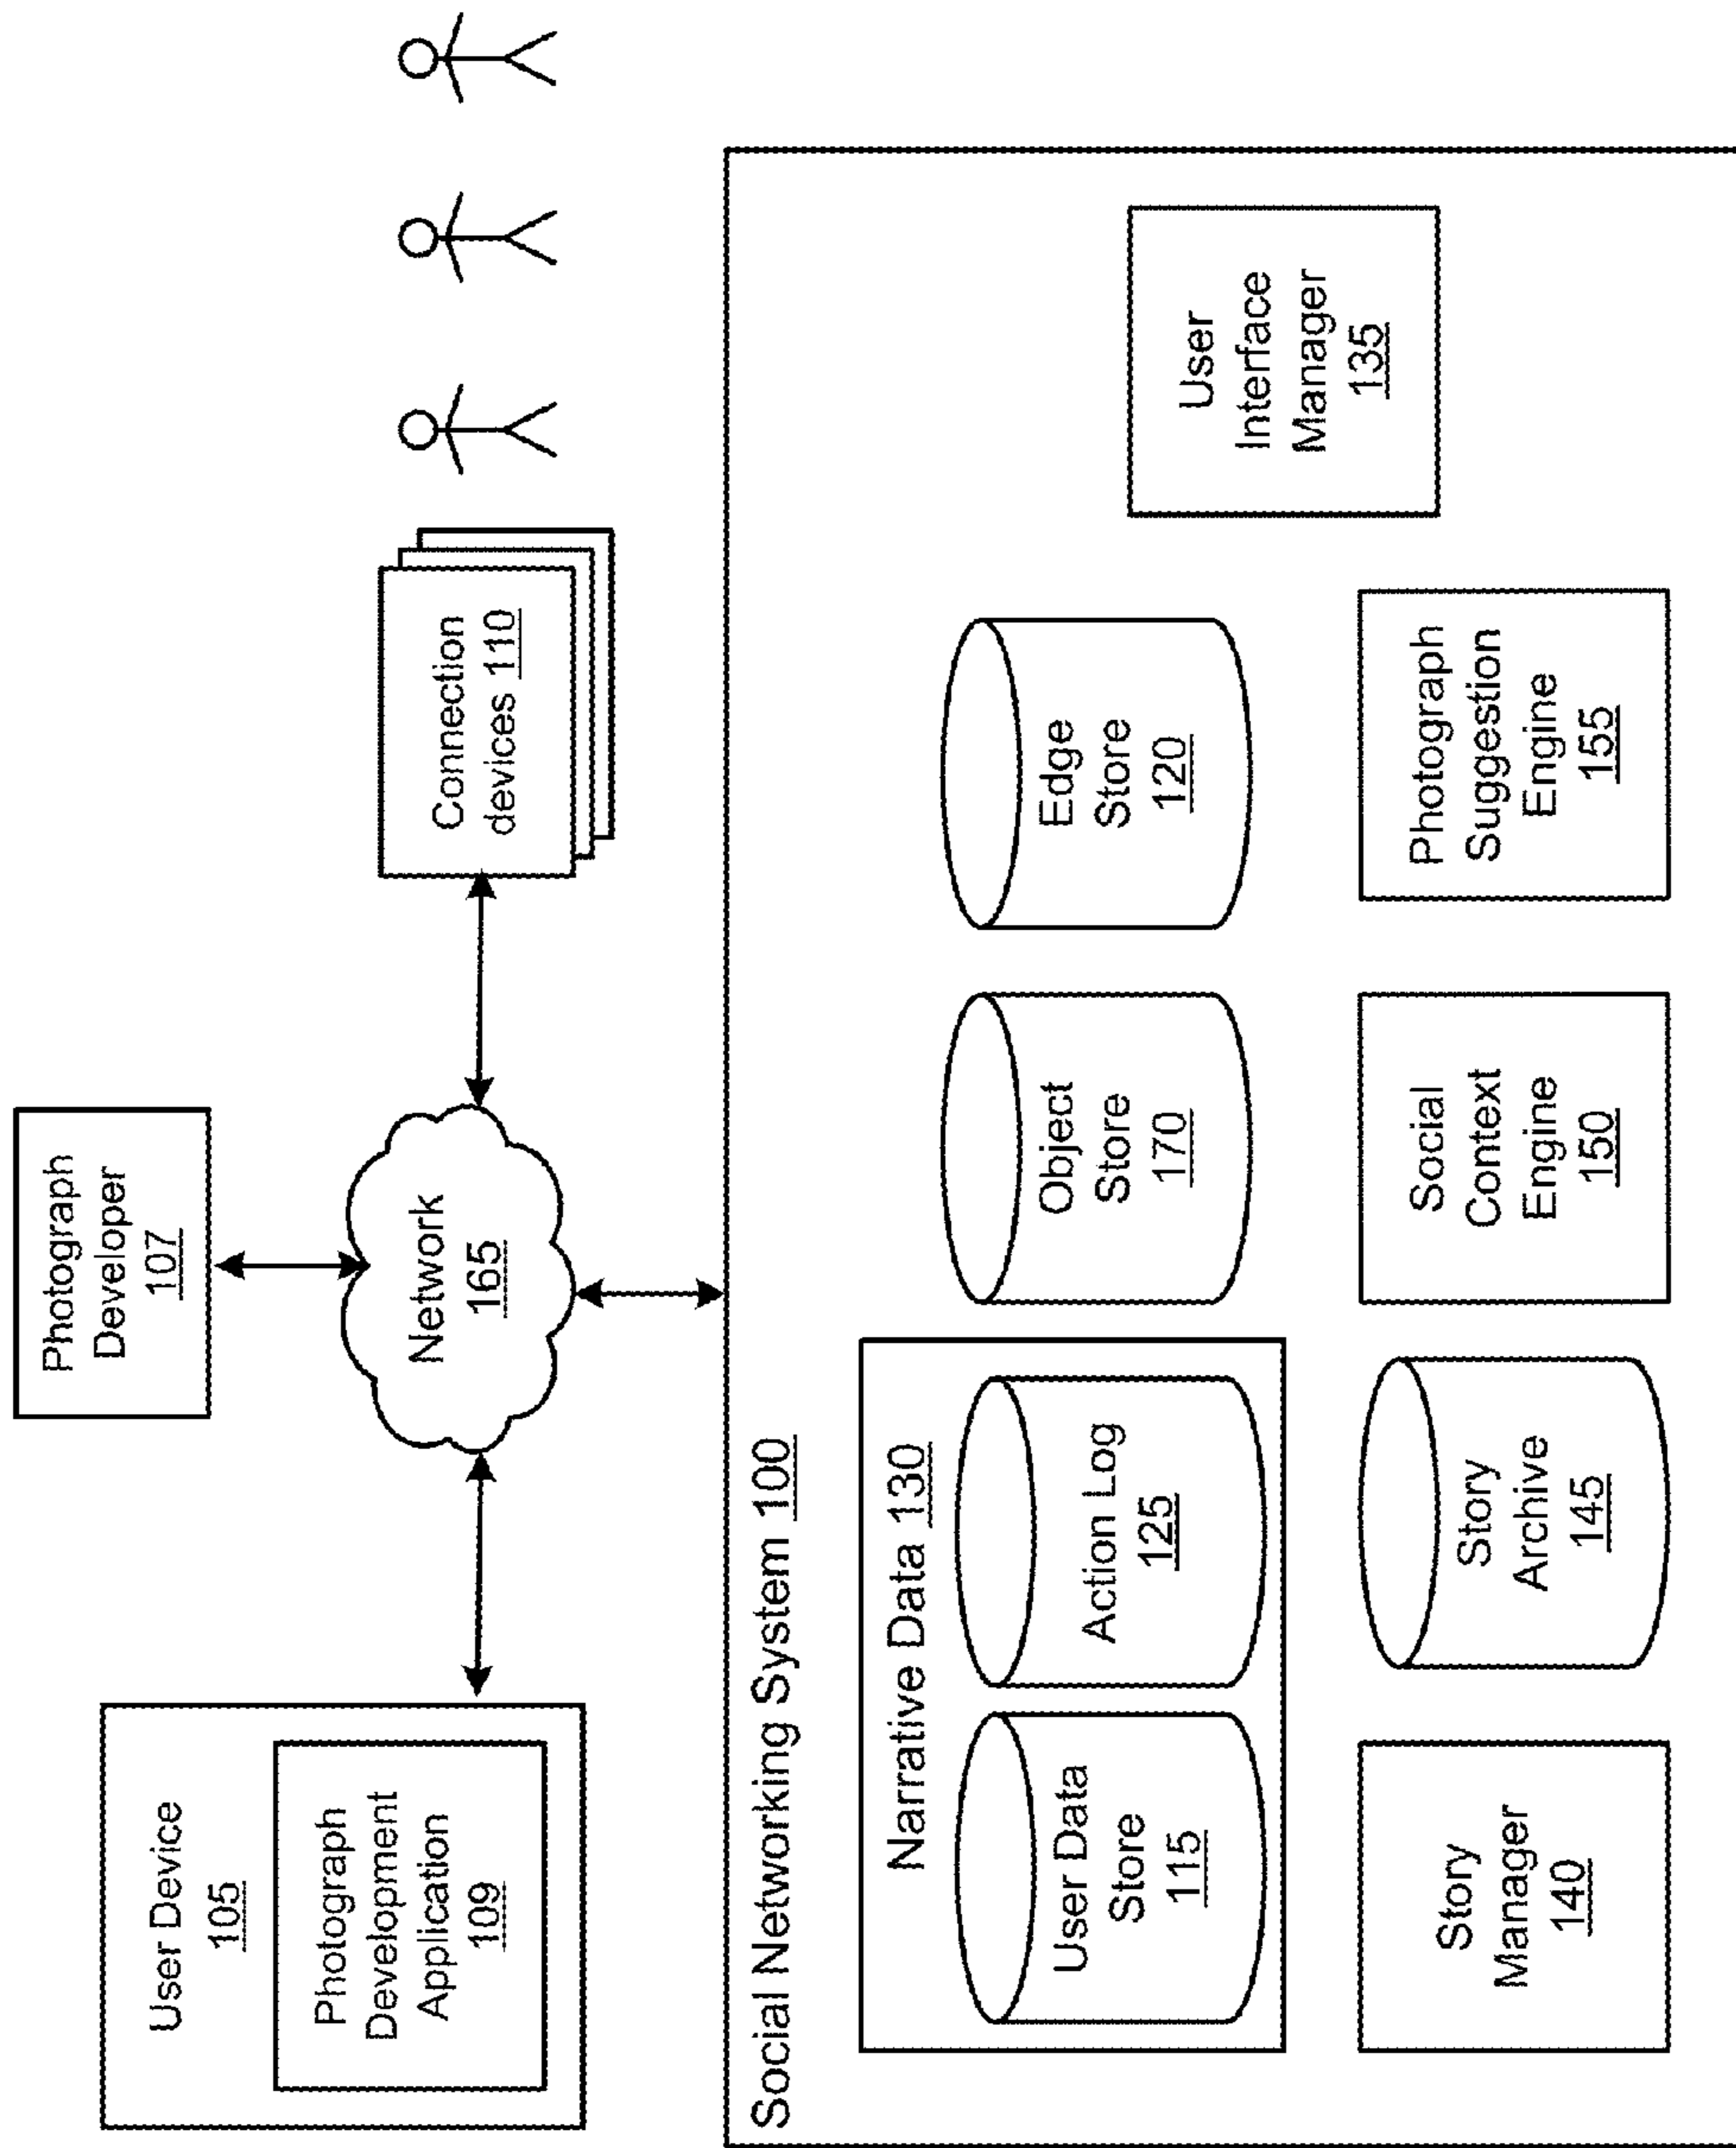 User Device
105
Photograph
Development
Application
109
Photograph
Developer
107
Network
165
Connection
devices 110
Social Networking System 100
Narrative Data 130
User Data
Store
115
Action Log
125
Object
Store
170
Edge
Store
120
User
Interface
Manager
135
Story
Manager
140
Story
Archive
145
Social
Context
Engine
150
Photograph
Suggestion
Engine
155